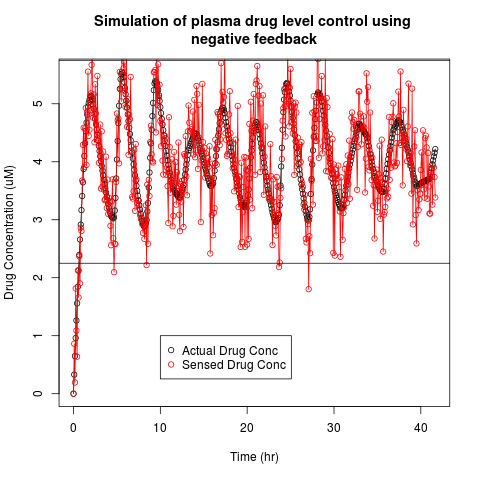 Simulation of plasma drug level control using
negative feedback
Drug Concentration (uM)
5
4
3
2
1
0
Actual Drug Conc
Sensed Drug Conc
0 10 20 30 40
Time (hr)